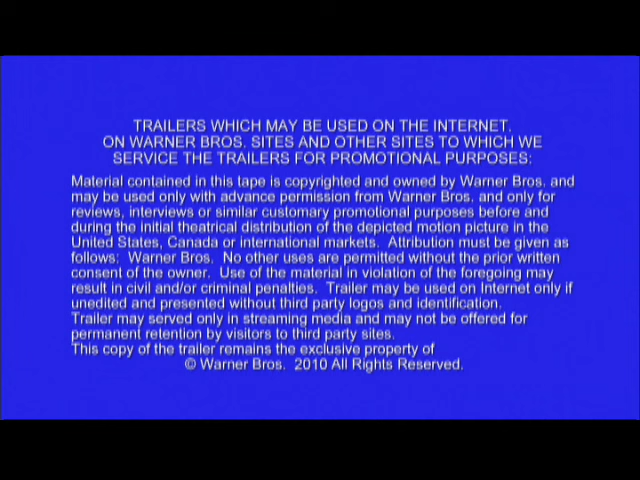 TRAILERS WHICH MAY BE USED ON THE INTERNET.
ON WARNER BROS. SITES AND OTHER SITES TO WHICH WE
SERVICE THE TRAILERS FOR PROMOTIONAL PURPOSES:
Material contained in this tape is copyrighted and owned by Warner Bros. and
may be used only with advance permission from Warner Bros. and only for
reviews, interviews or similar customary promotional purposes before and
during the initial theatrical distribution of the depicted motion picture in the
United States, Canada or international markets. Attribution must be given as
follows: Warner Bros. No other uses are permitted without the prior written
consent of the owner. Use of the material in violation of the foregoing may
result in civil and/or criminal penalties. Trailer may be used on Internet only if
unedited and presented without third party logos and identification.
Trailer may served only in streaming media and may not be offered for
permanent retention by visitors to third party sites.
This copy of the trailer remains the exclusive property of
© Warner Bros. 2010 All Rights Reserved.